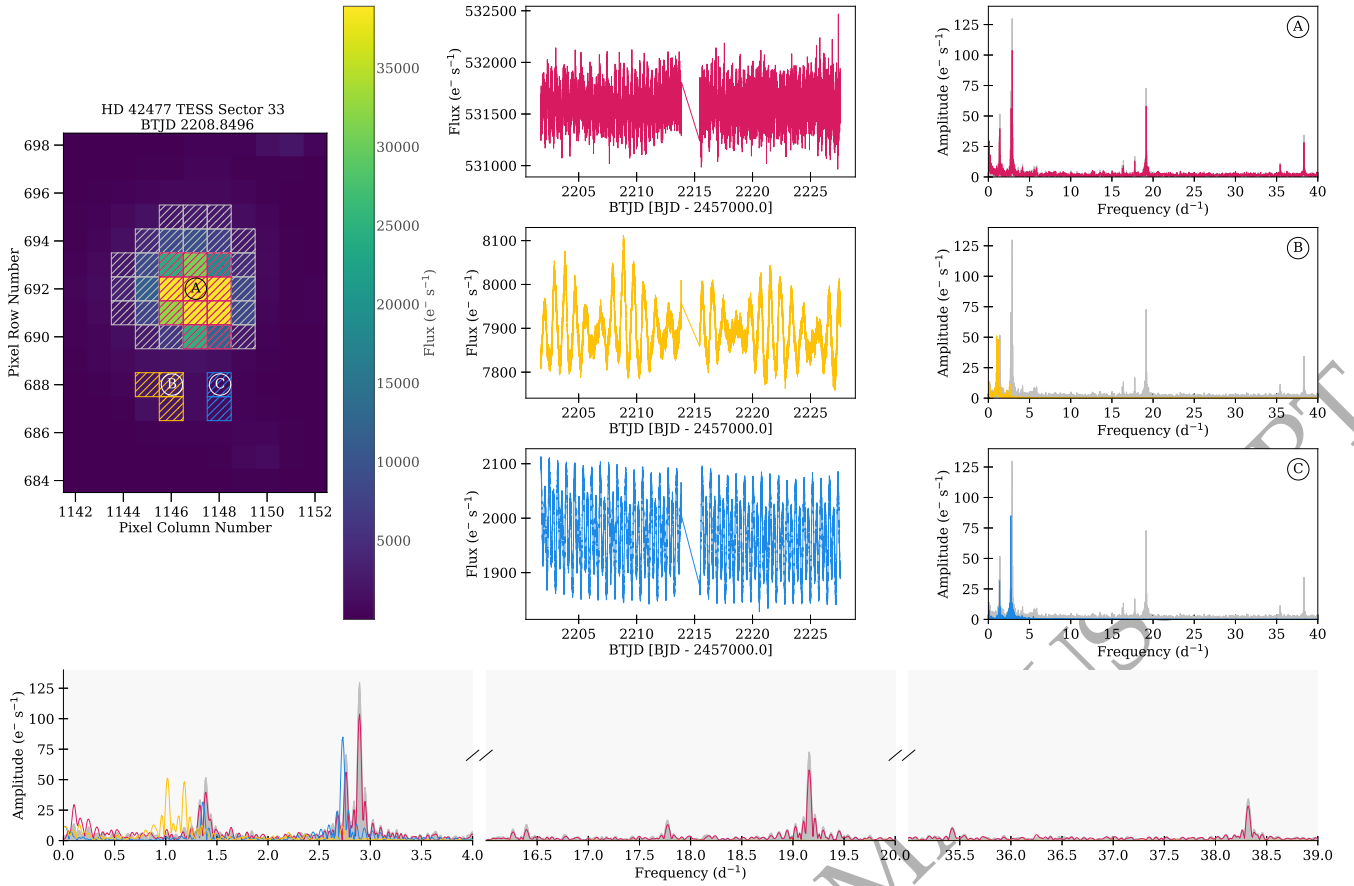 HD 42477 TESS Sector 33
BTJD 2208.8496
698
696
694
692
690
688
686
684
1142 1144 1146 1148 1150 1152
Pixel Column Number
Pixel Row Number
A
B
C
35000
30000
25000
20000
15000
10000
5000
Flux (e⁻ s⁻¹)
532500
532000
531500
531000
Flux (e⁻ s⁻¹)
2205 2210 2215 2220 2225
BTJD [BJD - 2457000.0]
A
125
100
75
50
25
0
Amplitude (e⁻ s⁻¹)
0 5 10 15 20 25 30 35 40
Frequency (d⁻¹)
8100
8000
7900
7800
Flux (e⁻ s⁻¹)
2205 2210 2215 2220 2225
BTJD [BJD - 2457000.0]
B
125
100
75
50
25
0
Amplitude (e⁻ s⁻¹)
0 5 10 15 20 25 30 35 40
Frequency (d⁻¹)
2100
2000
1900
Flux (e⁻ s⁻¹)
2205 2210 2215 2220 2225
BTJD [BJD - 2457000.0]
C
125
100
75
50
25
0
Amplitude (e⁻ s⁻¹)
0 5 10 15 20 25 30 35 40
Frequency (d⁻¹)
125
100
75
50
25
0
Amplitude (e⁻ s⁻¹)
0.0 0.5 1.0 1.5 2.0 2.5 3.0 3.5 4.0
16.5 17.0 17.5 18.0 18.5 19.0 19.5 20.0
35.5 36.0 36.5 37.0 37.5 38.0 38.5 39.0
Frequency (d⁻¹)